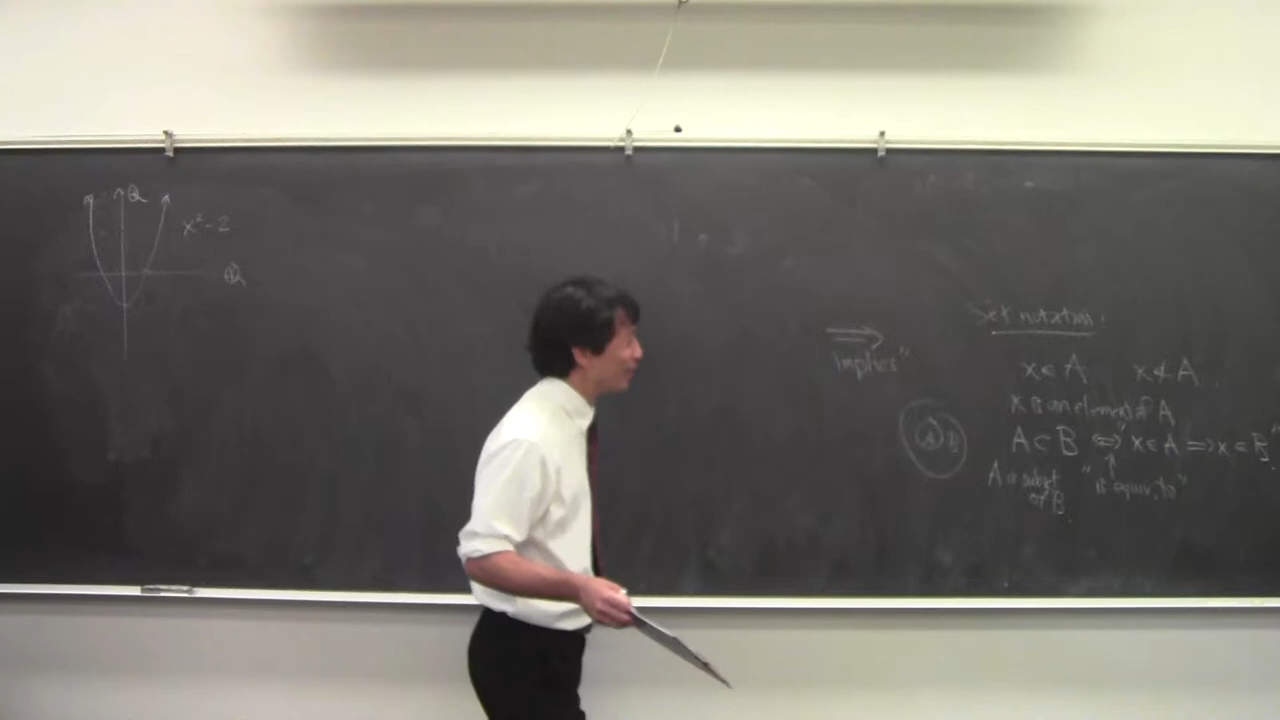 Q
x² - 2
Q
Set notation:
⟹
implies"
x ∈ A x ∉ A
x is an element of A
A B
A ⊂ B ⟺ "x ∈ A ⟹ x ∈ B"
A is subset "is equiv. to"
of B